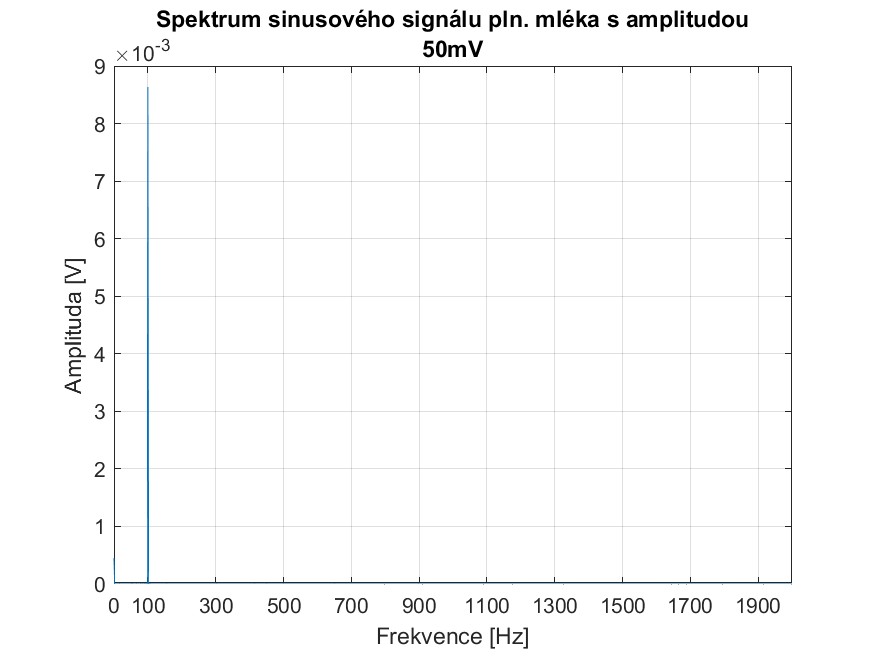 Spektrum sinusového signálu pln. mléka s amplitudou
50mV
×10-3
9
8
7
6
5
4
3
2
1
0
Amplituda [V]
0 100 300 500 700 900 1100 1300 1500 1700 1900
Frekvence [Hz]